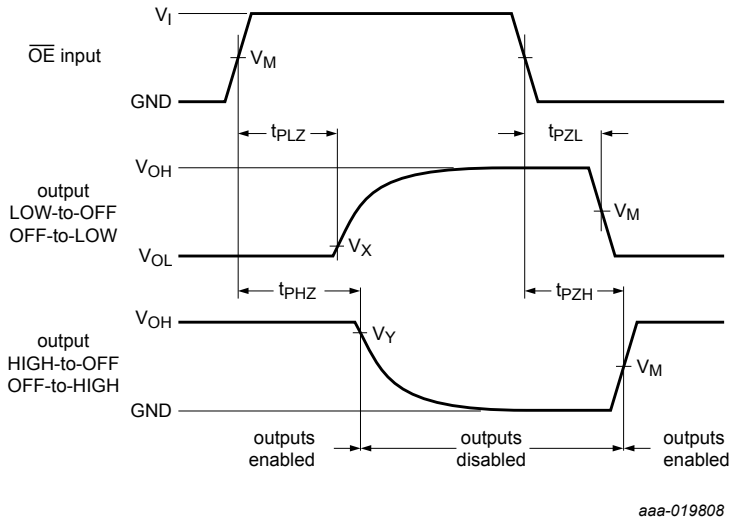 V_I
OE input
V_M
GND
t_PLZ
t_PZL
V_OH
output
LOW-to-OFF
OFF-to-LOW
V_M
V_X
V_OL
t_PHZ
t_PZH
V_OH
V_Y
output
HIGH-to-OFF
OFF-to-HIGH
V_M
GND
outputs
enabled
outputs
disabled
outputs
enabled
aaa-019808